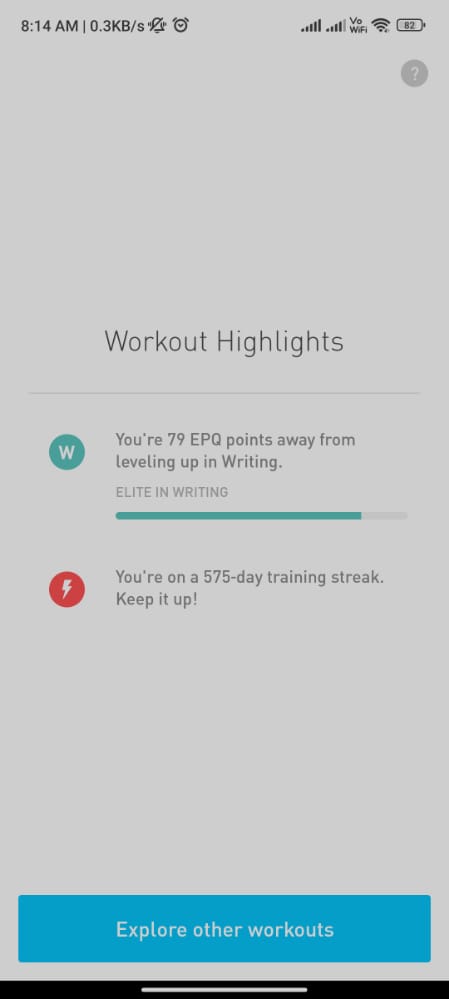 8:14 AM | 0.3KB/s
Vo
WiFi
82
?
Workout Highlights
W
You're 79 EPQ points away from
leveling up in Writing.
ELITE IN WRITING
You're on a 575-day training streak.
Keep it up!
Explore other workouts